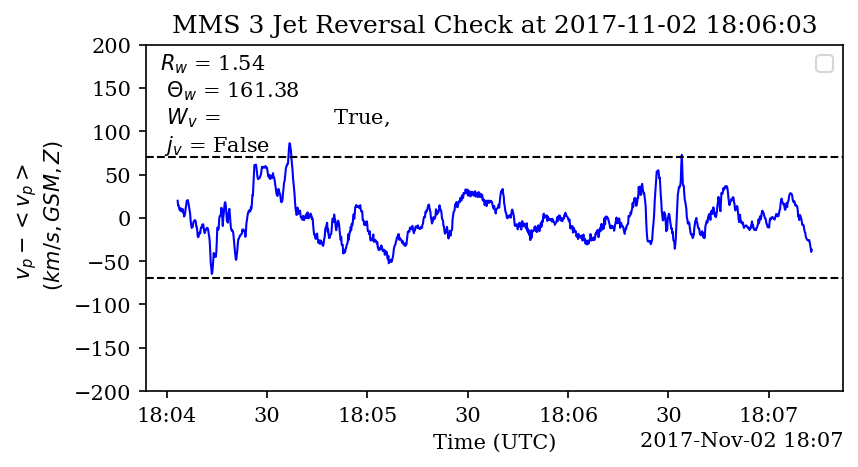 MMS 3 Jet Reversal Check at 2017-11-02 18:06:03
200
150
100
50
0
−50
−100
−150
−200
v_p − < v_p >
(km/s, GSM, Z)
R_w = 1.54
Θ_w = 161.38
W_v = True,
j_v = False
18:04 30 18:05 30 18:06 30 18:07
Time (UTC)
2017-Nov-02 18:07